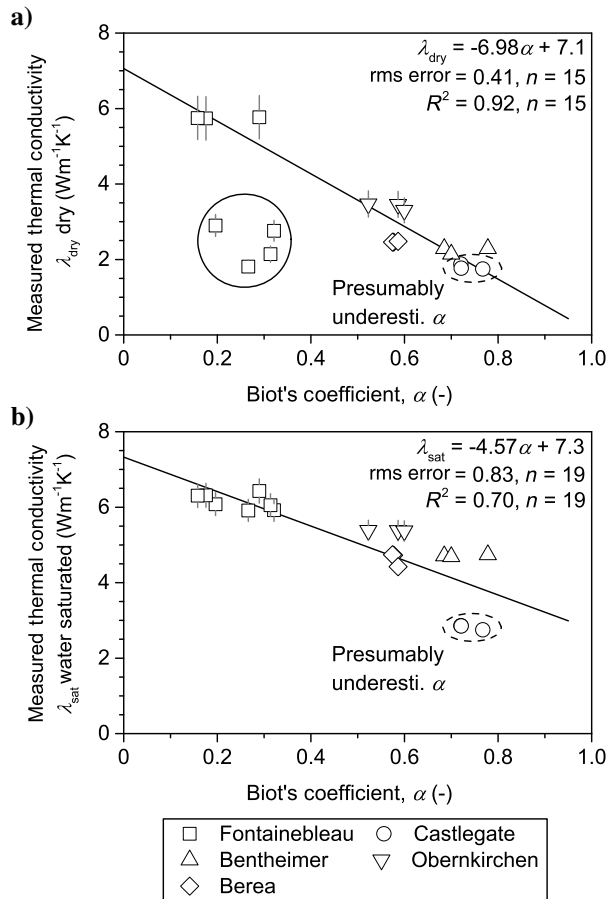 a)
λdry = -6.98α + 7.1
rms error = 0.41, n = 15
R² = 0.92, n = 15
Measured thermal conductivity
λdry dry (Wm⁻¹K⁻¹)
8
6
4
2
0
Presumably
underesti. α
0 0.2 0.4 0.6 0.8 1.0
Biot's coefficient, α (-)
b)
λsat = -4.57α + 7.3
rms error = 0.83, n = 19
R² = 0.70, n = 19
Measured thermal conductivity
λsat water saturated (Wm⁻¹K⁻¹)
8
6
4
2
0
Presumably
underesti. α
0 0.2 0.4 0.6 0.8 1.0
Biot's coefficient, α (-)
Fontainebleau Castlegate
Bentheimer Obernkirchen
Berea